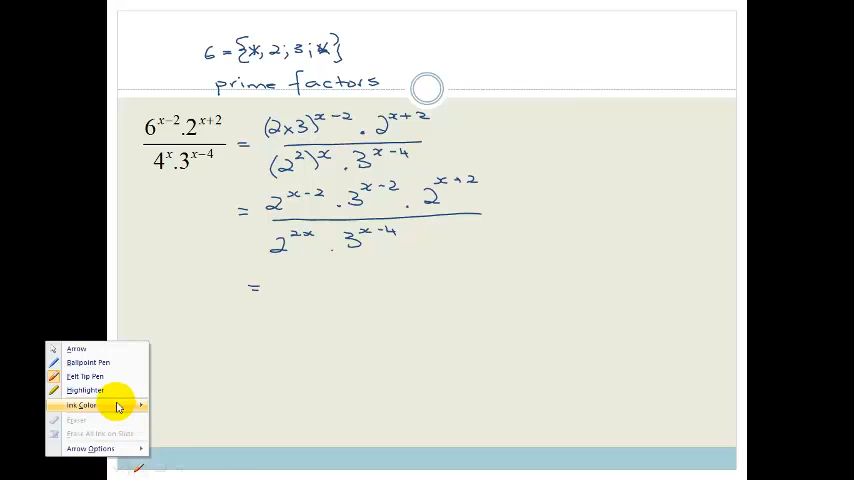 6 = {1, 2; 3; 6}
prime factors
6^{x-2} . 2^{x+2} / 4^x . 3^{x-4} = (2×3)^{x-2} . 2^{x+2} / (2^2)^x . 3^{x-4}
= 2^{x-2} . 3^{x-2} . 2^{x+2} / 2^{2x} . 3^{x-4}
=
Arrow
Ballpoint Pen
Felt Tip Pen
Highlighter
Ink Color
Eraser
Erase All Ink on Slide
Arrow Options